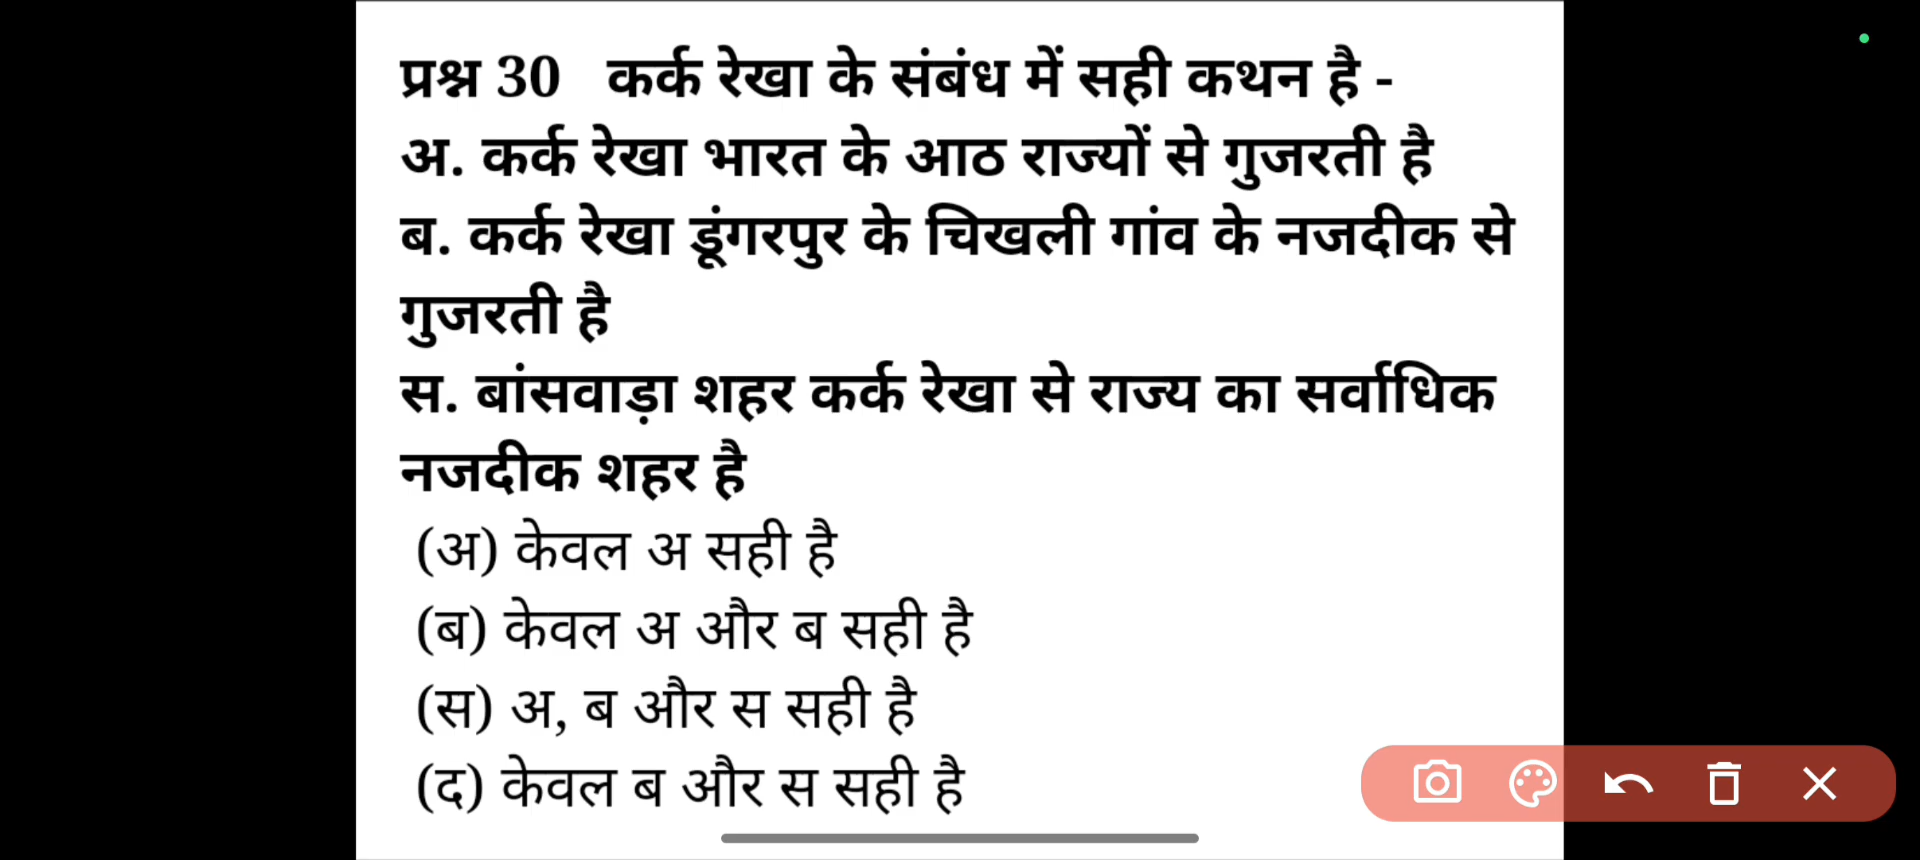 प्रश्न 30 कर्क रेखा के संबंध में सही कथन है -
अ. कर्क रेखा भारत के आठ राज्यों से गुजरती है
ब. कर्क रेखा डूंगरपुर के चिखली गांव के नजदीक से
गुजरती है
स. बांसवाड़ा शहर कर्क रेखा से राज्य का सर्वाधिक
नजदीक शहर है
(अ) केवल अ सही है
(ब) केवल अ और ब सही है
(स) अ, ब और स सही है
(द) केवल ब और स सही है